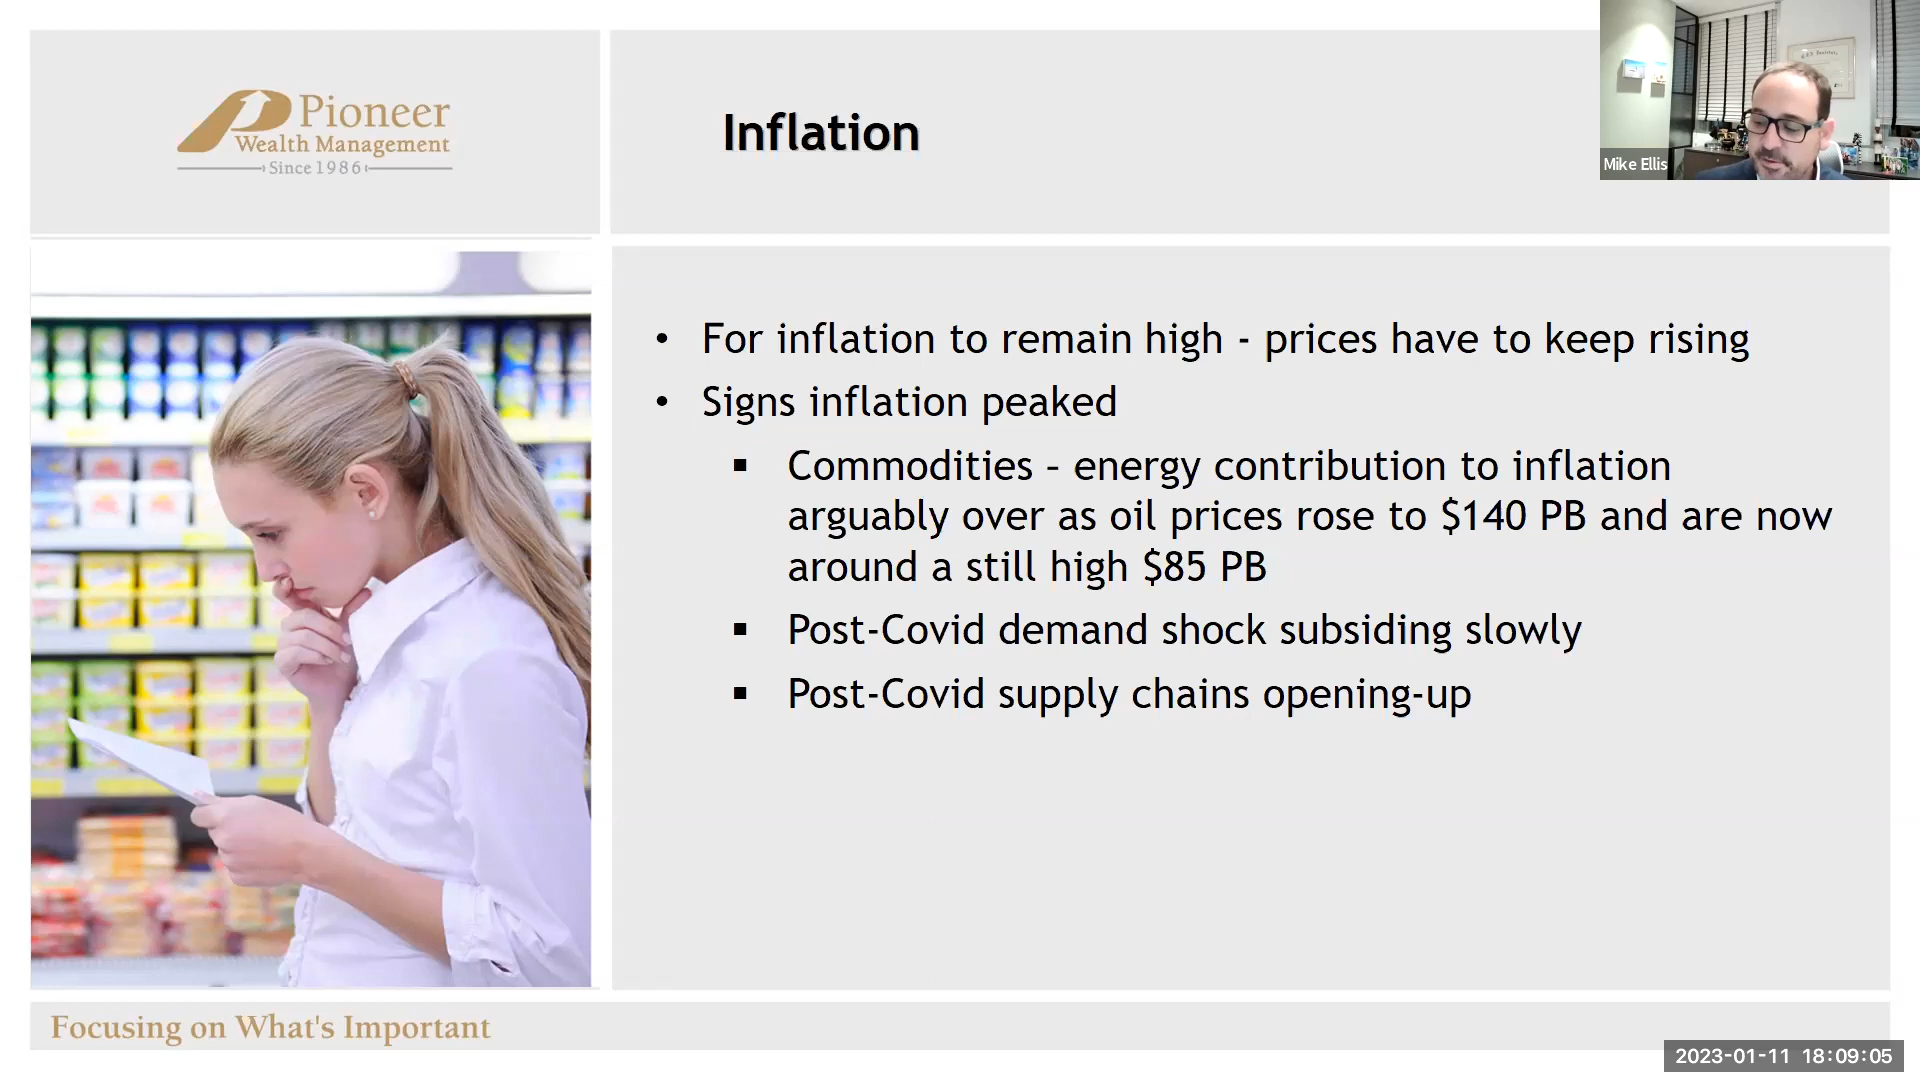 Pioneer
Wealth Management
Since 1986
Inflation
Mike Ellis
• For inflation to remain high - prices have to keep rising
• Signs inflation peaked
▪ Commodities – energy contribution to inflation
arguably over as oil prices rose to $140 PB and are now
around a still high $85 PB
▪ Post-Covid demand shock subsiding slowly
▪ Post-Covid supply chains opening-up
Focusing on What's Important
2023-01-11 18:09:05